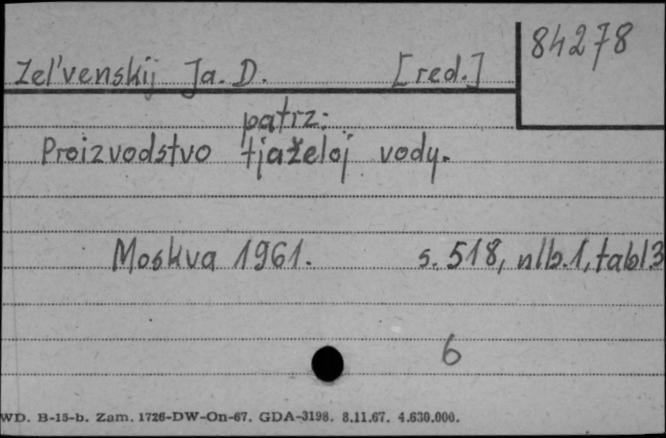 84278
Zel'venskij Ja. D. [red.]
patrz:
Proizvodstvo tjaželoj vody.
Moskva 1961. s. 518, nlb. 1, tabl 3
6
WD. B-15-b. Zam. 1726-DW-On-67. GDA-3198. 8.11.67. 4.630.000.